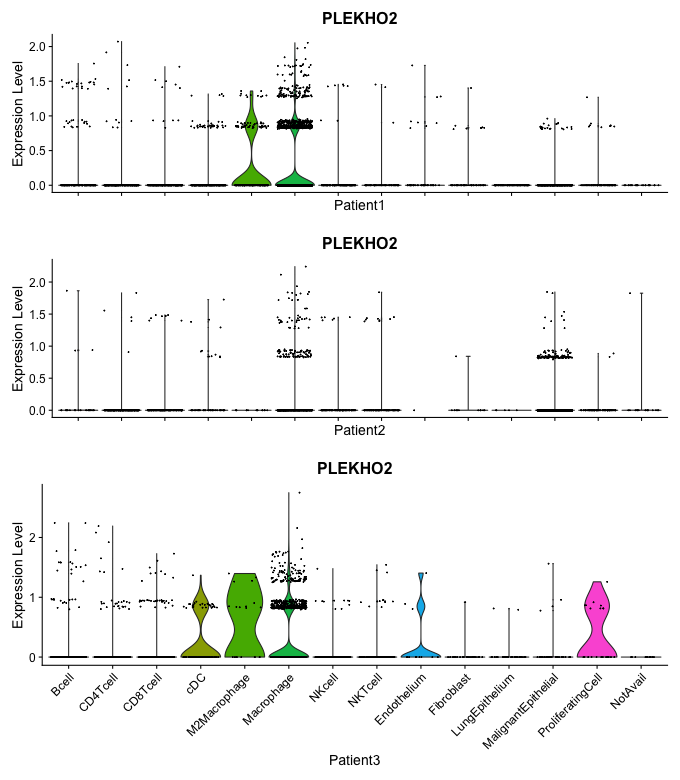 PLEKHO2
Expression Level
2.0
1.5
1.0
0.5
0.0
Patient1
PLEKHO2
Expression Level
2.0
1.5
1.0
0.5
0.0
Patient2
PLEKHO2
Expression Level
2
1
0
Bcell
CD4Tcell
CD8Tcell
cDC
M2Macrophage
Macrophage
NKcell
NKTcell
Endothelium
Fibroblast
LungEpithelium
MalignantEpithelial
ProliferatingCell
NotAvail
Patient3